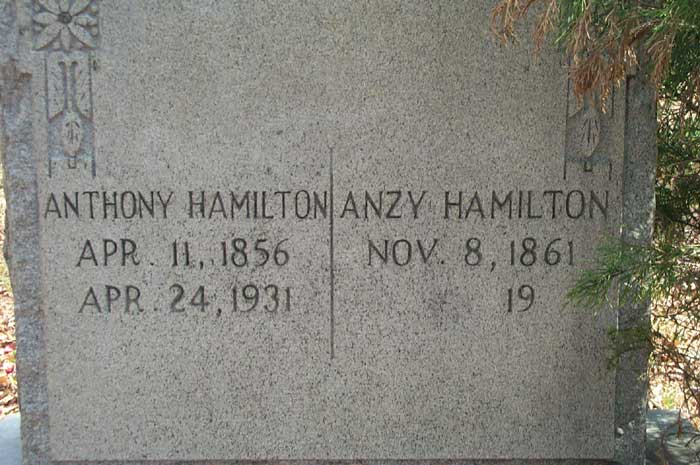 ANTHONY HAMILTON
APR. 11, 1856
APR. 24, 1931
ANZY HAMILTON
NOV. 8, 1861
19